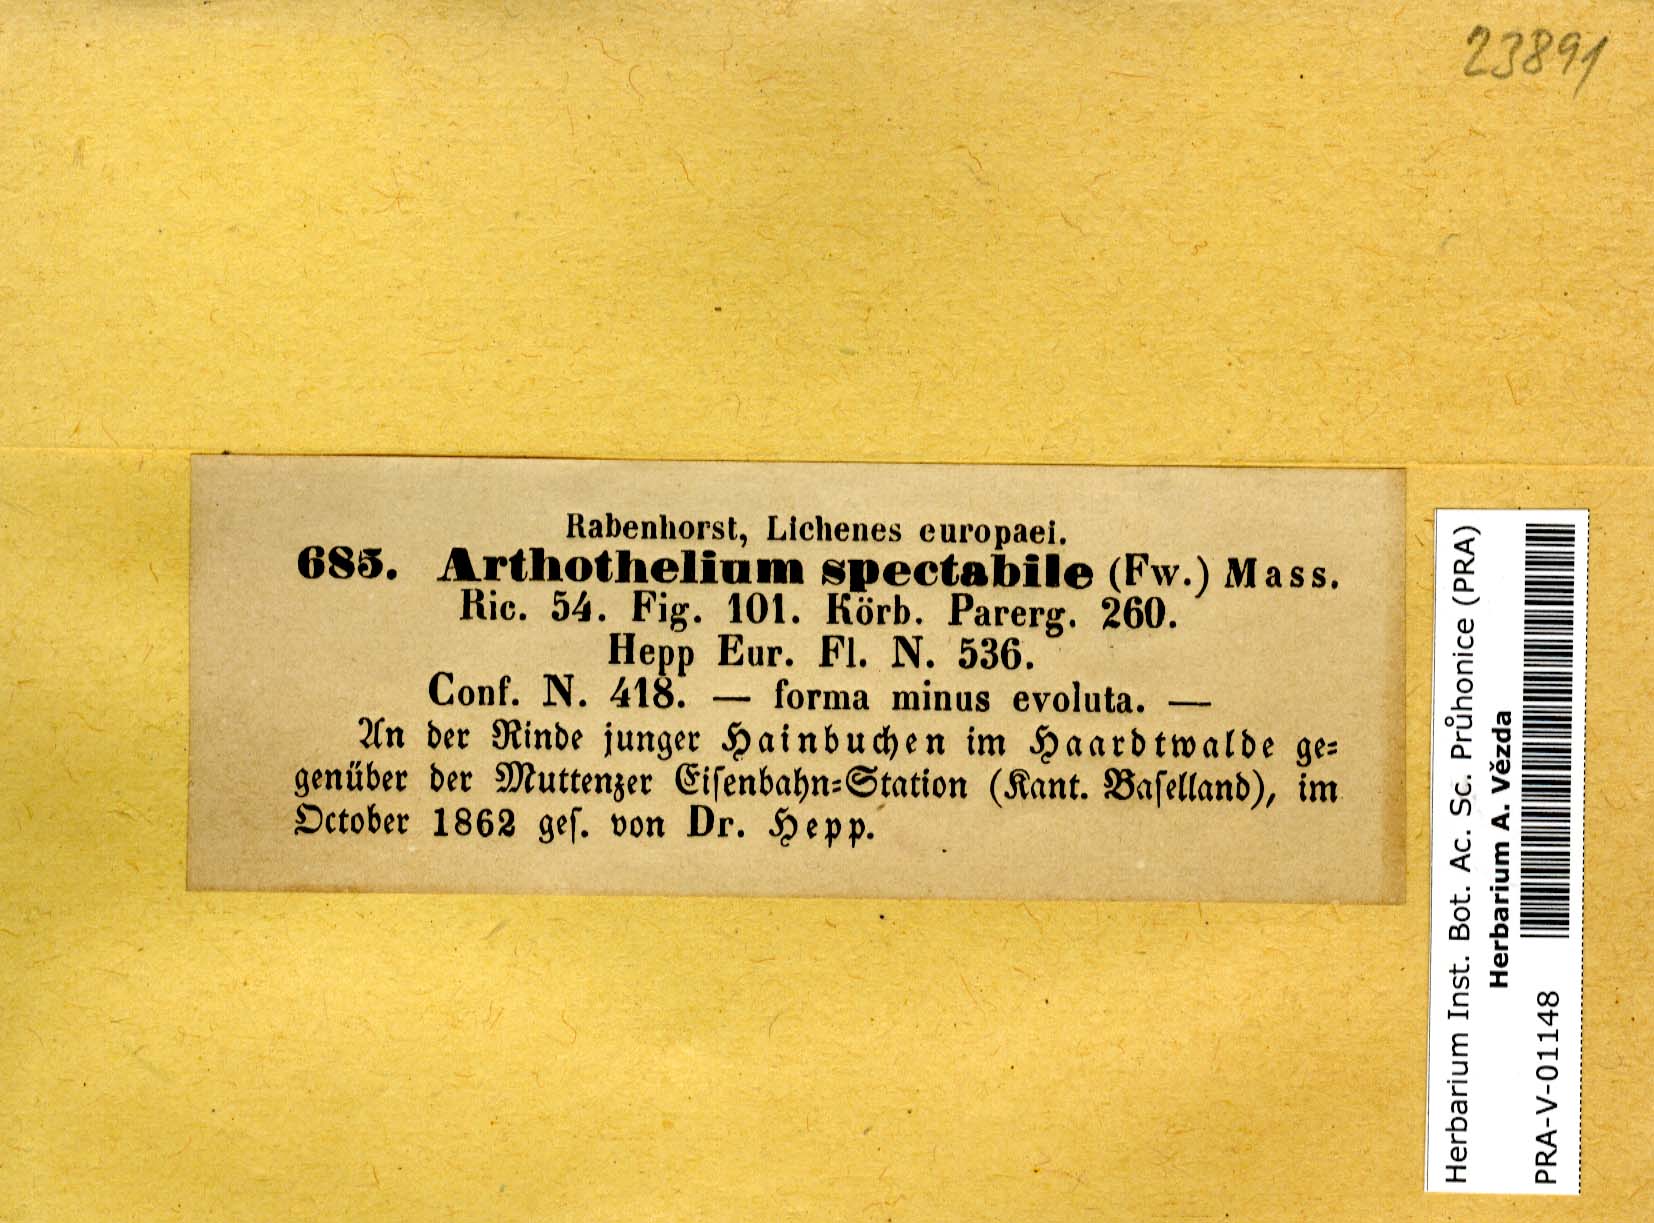 23891
Rabenhorst, Lichenes europaei.
685. Arthothelium spectabile (Fw.) Mass.
Ric. 54. Fig. 101. Körb. Parerg. 260.
Hepp Eur. Fl. N. 536.
Conf. N. 418. — forma minus evoluta. —
An der Rinde junger Hainbuchen im Haardtwalde ge=
genüber der Muttenzer Eiſenbahn=Station (Kant. Baſelland), im
October 1862 geſ. von Dr. Hepp.
Herbarium Inst. Bot. Ac. Sc. Průhonice (PRA)
Herbarium A. Vězda
PRA-V-01148